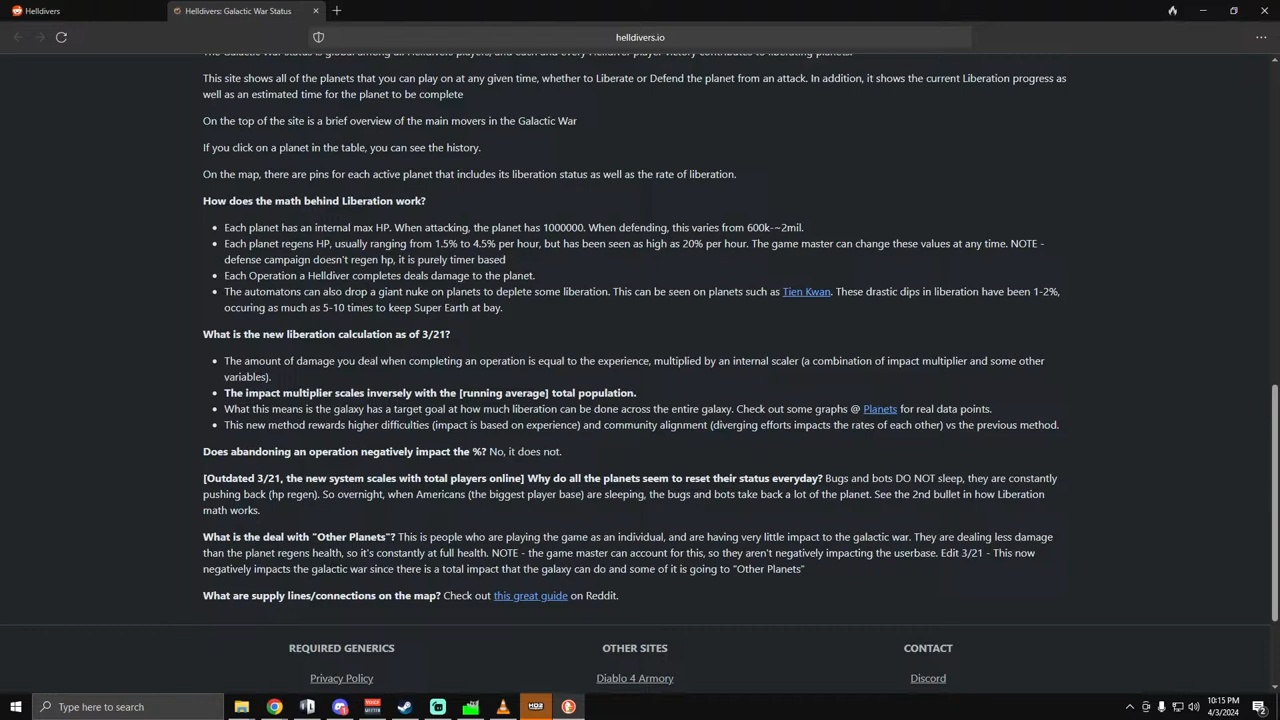 Helldivers
Helldivers: Galactic War Status
helldivers.io
The Galactic War status is global among all Helldivers players, and each and every Helldiver player victory contributes to liberating planets.
This site shows all of the planets that you can play on at any given time, whether to Liberate or Defend the planet from an attack. In addition, it shows the current Liberation progress as
well as an estimated time for the planet to be complete
On the top of the site is a brief overview of the main movers in the Galactic War
If you click on a planet in the table, you can see the history.
On the map, there are pins for each active planet that includes its liberation status as well as the rate of liberation.
How does the math behind Liberation work?
• Each planet has an internal max HP. When attacking, the planet has 1000000. When defending, this varies from 600k-~2mil.
• Each planet regens HP, usually ranging from 1.5% to 4.5% per hour, but has been seen as high as 20% per hour. The game master can change these values at any time. NOTE -
defense campaign doesn't regen hp, it is purely timer based
• Each Operation a Helldiver completes deals damage to the planet.
• The automatons can also drop a giant nuke on planets to deplete some liberation. This can be seen on planets such as Tien Kwan. These drastic dips in liberation have been 1-2%,
occuring as much as 5-10 times to keep Super Earth at bay.
What is the new liberation calculation as of 3/21?
• The amount of damage you deal when completing an operation is equal to the experience, multiplied by an internal scaler (a combination of impact multiplier and some other
variables).
• The impact multiplier scales inversely with the [running average] total population.
• What this means is the galaxy has a target goal at how much liberation can be done across the entire galaxy. Check out some graphs @ Planets for real data points.
• This new method rewards higher difficulties (impact is based on experience) and community alignment (diverging efforts impacts the rates of each other) vs the previous method.
Does abandoning an operation negatively impact the %? No, it does not.
[Outdated 3/21, the new system scales with total players online] Why do all the planets seem to reset their status everyday? Bugs and bots DO NOT sleep, they are constantly
pushing back (hp regen). So overnight, when Americans (the biggest player base) are sleeping, the bugs and bots take back a lot of the planet. See the 2nd bullet in how Liberation
math works.
What is the deal with "Other Planets"? This is people who are playing the game as an individual, and are having very little impact to the galactic war. They are dealing less damage
than the planet regens health, so it's constantly at full health. NOTE - the game master can account for this, so they aren't negatively impacting the userbase. Edit 3/21 - This now
negatively impacts the galactic war since there is a total impact that the galaxy can do and some of it is going to "Other Planets"
What are supply lines/connections on the map? Check out this great guide on Reddit.
REQUIRED GENERICS OTHER SITES CONTACT
Privacy Policy Diablo 4 Armory Discord
Type here to search
HD2
10:15 PM
4/3/2024